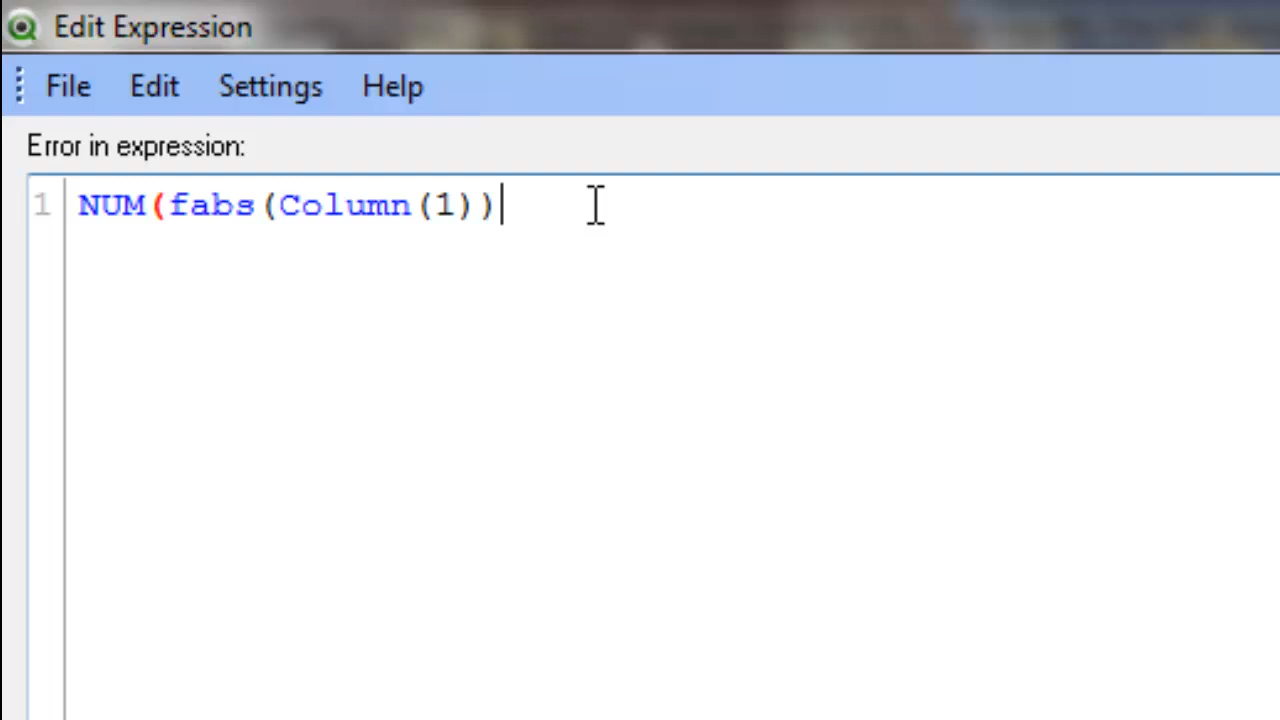 Edit Expression
File Edit Settings Help
Error in expression:
1 NUM(fabs(Column(1))